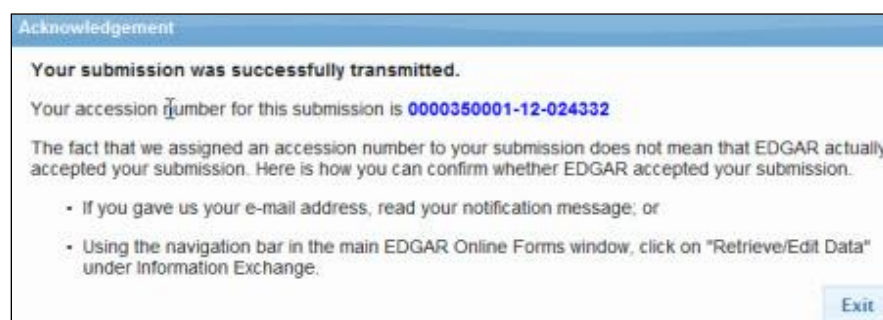 Acknowledgement
Your submission was successfully transmitted.
Your accession number for this submission is 0000350001-12-024332
The fact that we assigned an accession number to your submission does not mean that EDGAR actually
accepted your submission. Here is how you can confirm whether EDGAR accepted your submission.
• If you gave us your e-mail address, read your notification message; or
• Using the navigation bar in the main EDGAR Online Forms window, click on "Retrieve/Edit Data"
under Information Exchange.
Exit